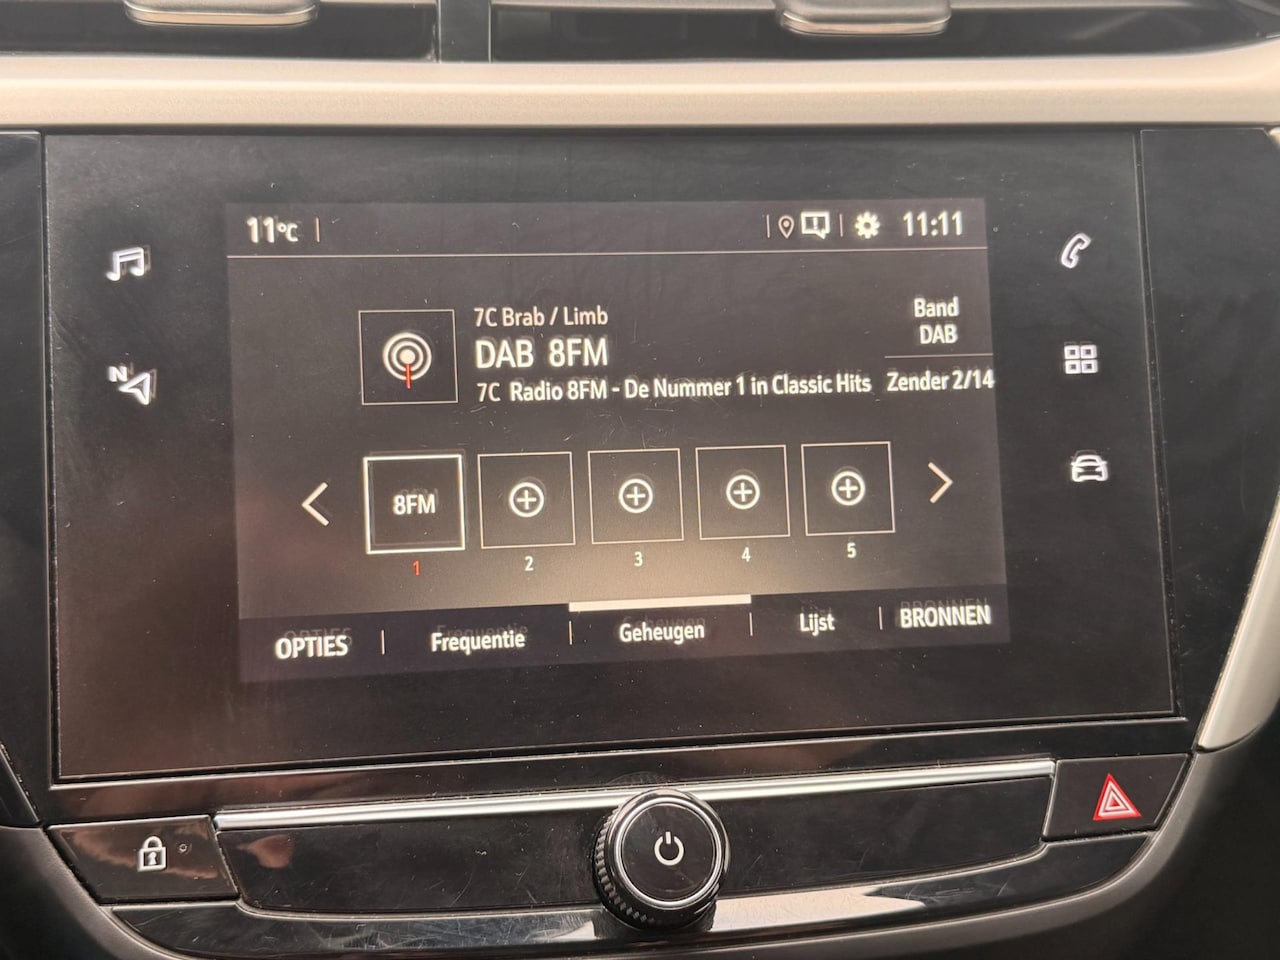 11°C
11:11
7C Brab / Limb
DAB 8FM
7C Radio 8FM - De Nummer 1 in Classic Hits
Band
DAB
Zender 2/14
N
8FM
1
2
3
4
5
OPTIES
Frequentie
Geheugen
Lijst
BRONNEN